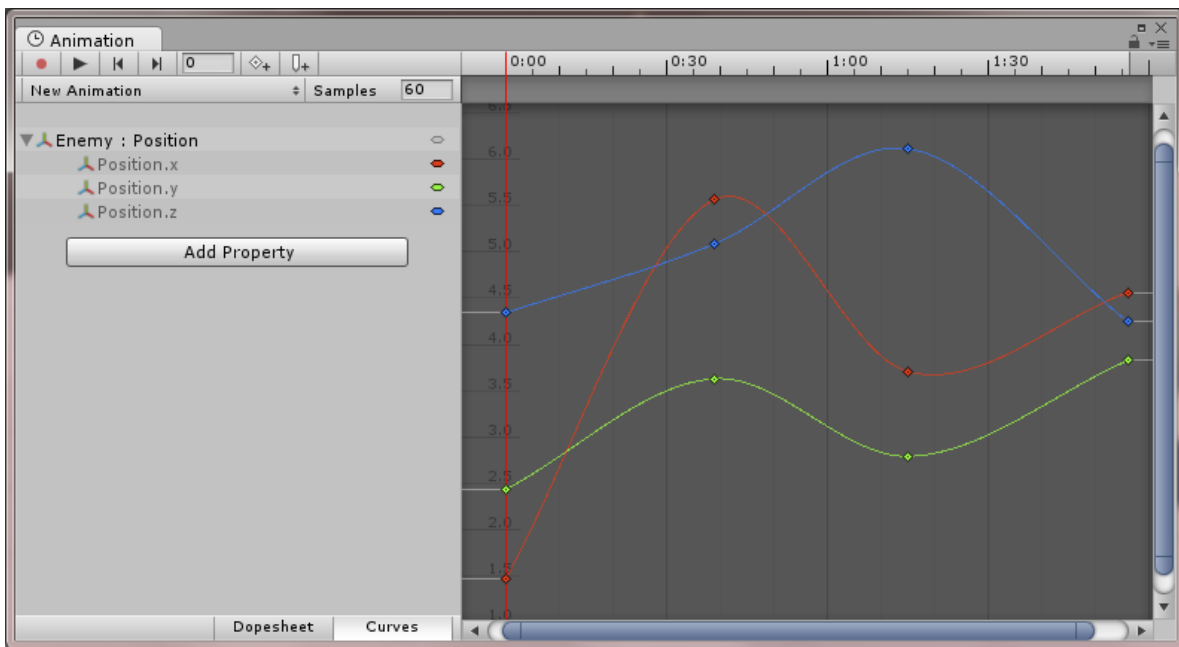 Animation
0
0:00 0:30 1:00 1:30
New Animation Samples 60
6.5
Enemy : Position
6.0
Position.x
Position.y
5.5
Position.z
5.0
Add Property
4.5
4.0
3.5
3.0
2.5
2.0
1.5
1.0
Dopesheet Curves